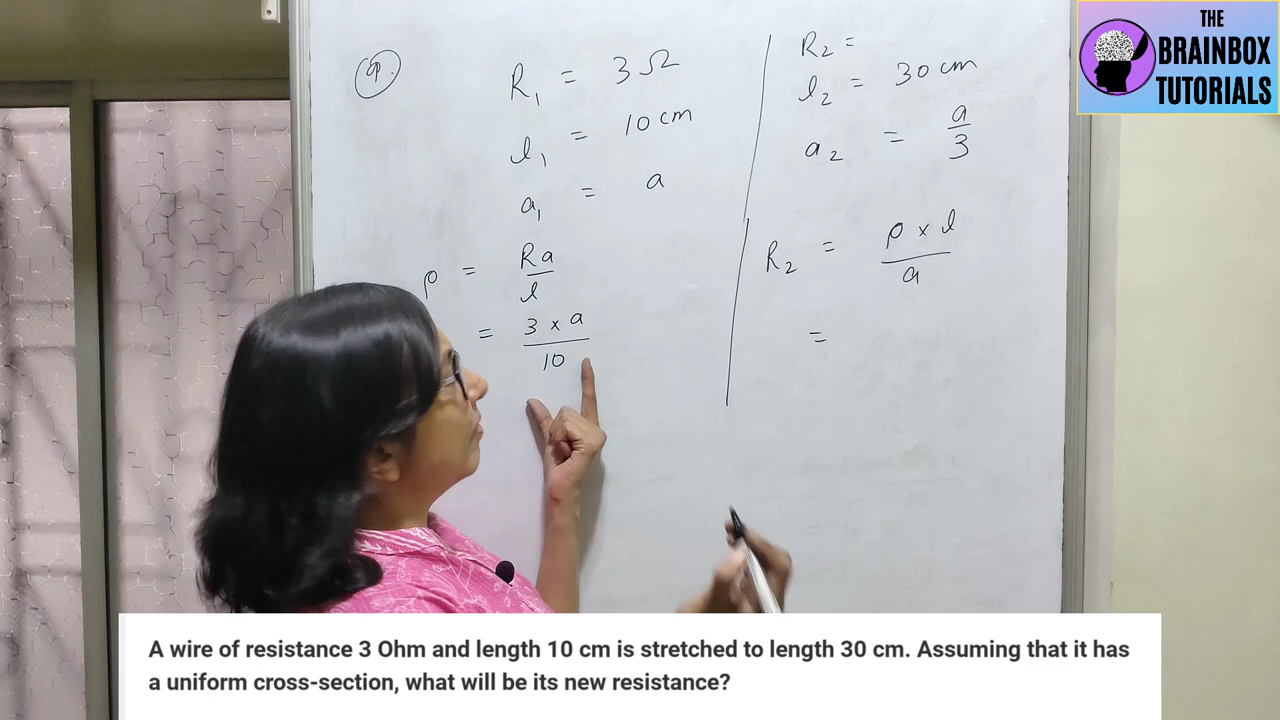 THE
BRAINBOX
TUTORIALS
Q.
R₁ = 3 Ω
l₁ = 10 cm
a₁ = a
ρ = Ra / l
= 3 × a / 10
R₂ =
l₂ = 30 cm
a₂ = a / 3
R₂ = ρ × l / a
=
A wire of resistance 3 Ohm and length 10 cm is stretched to length 30 cm. Assuming that it has
a uniform cross-section, what will be its new resistance?